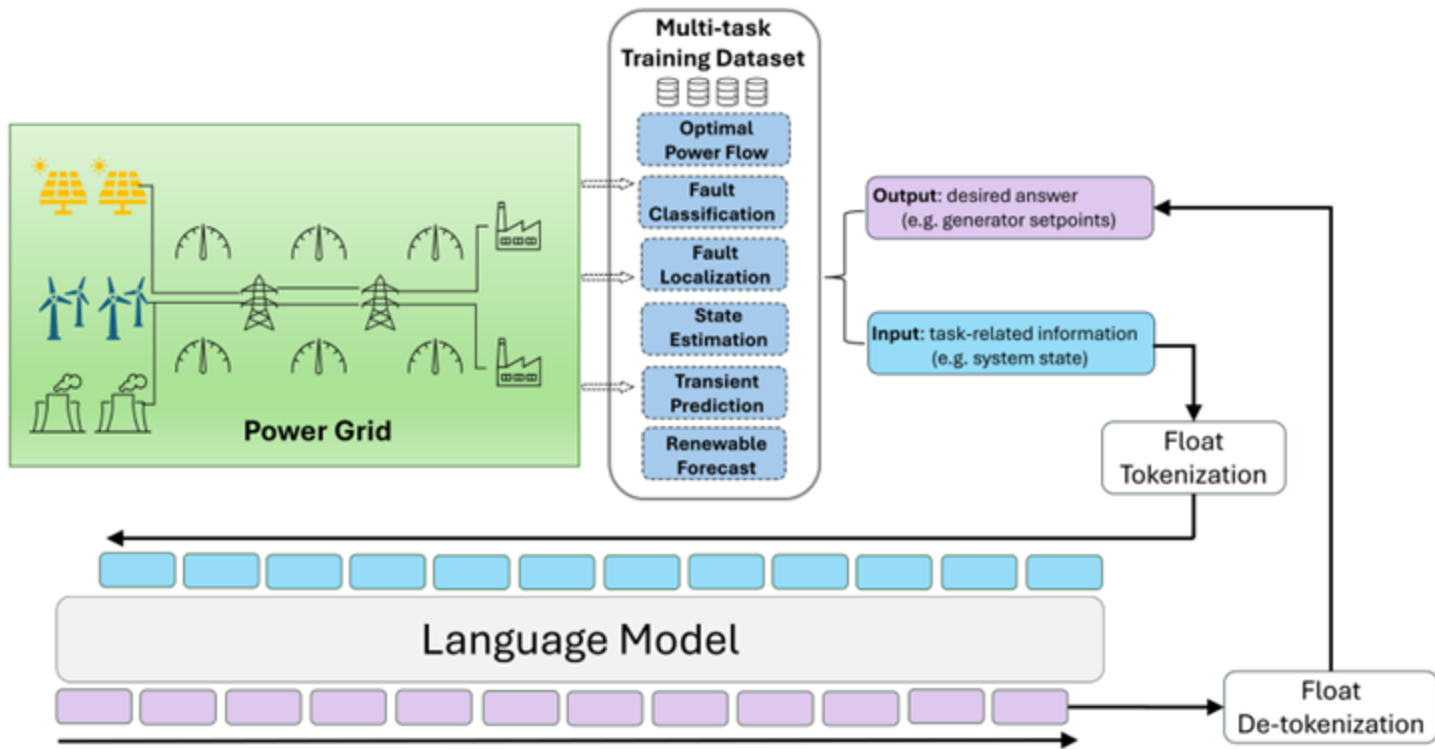 Multi-task
Training Dataset
Optimal
Power Flow
Fault
Classification
Fault
Localization
State
Estimation
Transient
Prediction
Renewable
Forecast
Power Grid
Output: desired answer
(e.g. generator setpoints)
Input: task-related information
(e.g. system state)
Float
Tokenization
Language Model
Float
De-tokenization